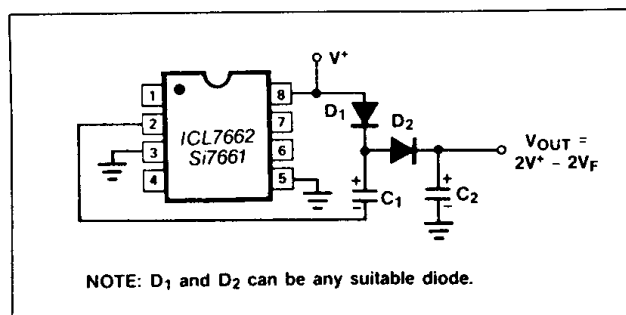 V+
1
8
D1
2
7
D2
ICL7662
Si7661
3
6
4
5
VOUT =
2V+ − 2VF
+
−
C1
+
−
C2
NOTE: D1 and D2 can be any suitable diode.